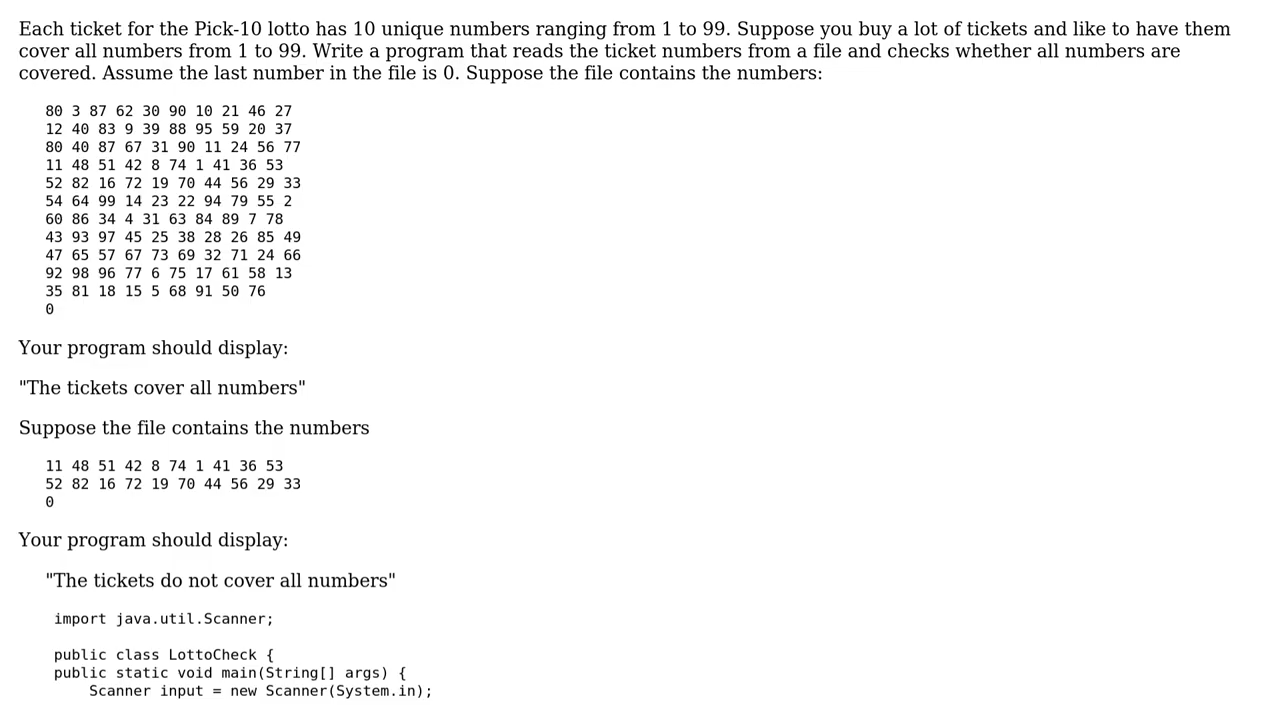 Each ticket for the Pick-10 lotto has 10 unique numbers ranging from 1 to 99. Suppose you buy a lot of tickets and like to have them
cover all numbers from 1 to 99. Write a program that reads the ticket numbers from a file and checks whether all numbers are
covered. Assume the last number in the file is 0. Suppose the file contains the numbers:
80 3 87 62 30 90 10 21 46 27
12 40 83 9 39 88 95 59 20 37
80 40 87 67 31 90 11 24 56 77
11 48 51 42 8 74 1 41 36 53
52 82 16 72 19 70 44 56 29 33
54 64 99 14 23 22 94 79 55 2
60 86 34 4 31 63 84 89 7 78
43 93 97 45 25 38 28 26 85 49
47 65 57 67 73 69 32 71 24 66
92 98 96 77 6 75 17 61 58 13
35 81 18 15 5 68 91 50 76
0
Your program should display:
"The tickets cover all numbers"
Suppose the file contains the numbers
11 48 51 42 8 74 1 41 36 53
52 82 16 72 19 70 44 56 29 33
0
Your program should display:
"The tickets do not cover all numbers"
import java.util.Scanner;
public class LottoCheck {
public static void main(String[] args) {
Scanner input = new Scanner(System.in);